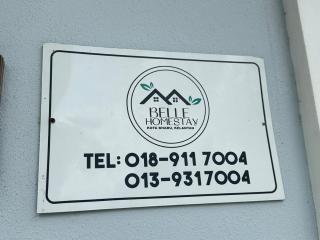 BELLE
HOMESTAY
KOTA BHARU, KELANTAN
TEL: 018-911 7004
013-9317004